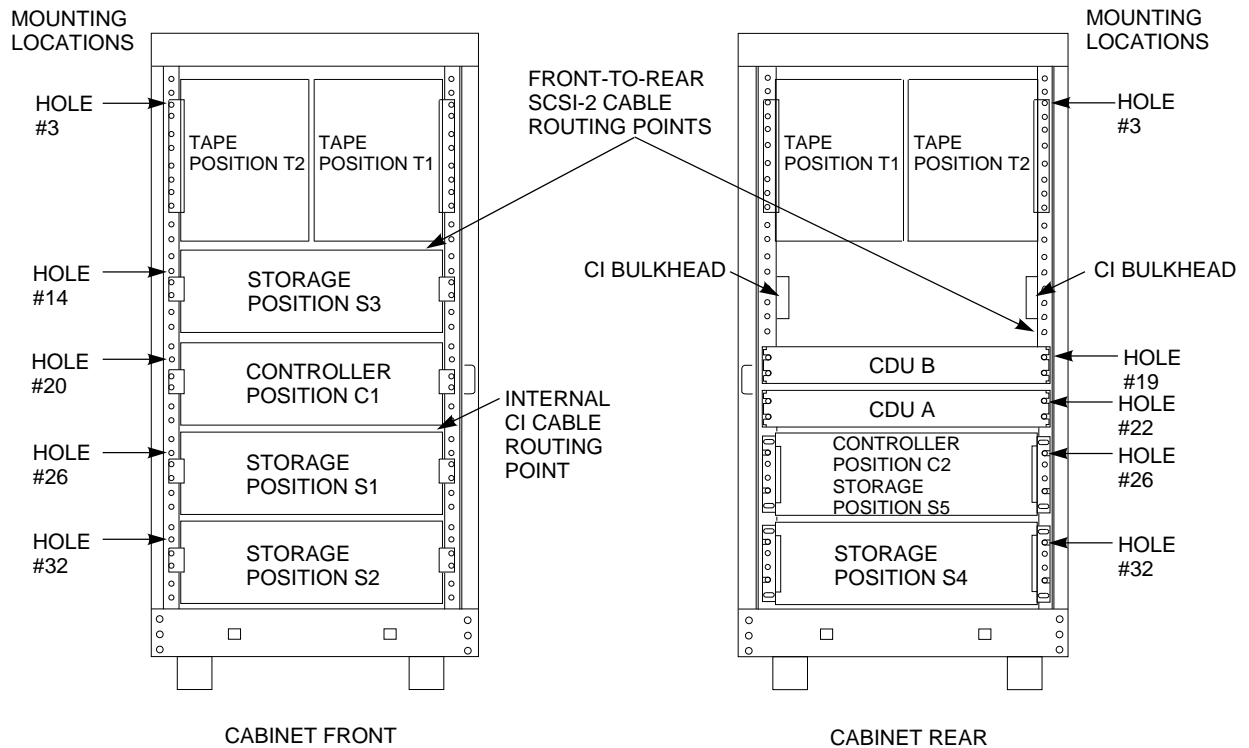 MOUNTING
LOCATIONS
HOLE
#3
HOLE
#14
HOLE
#20
HOLE
#26
HOLE
#32
TAPE
POSITION T2
TAPE
POSITION T1
STORAGE
POSITION S3
CONTROLLER
POSITION C1
STORAGE
POSITION S1
STORAGE
POSITION S2
CABINET FRONT
FRONT-TO-REAR
SCSI-2 CABLE
ROUTING POINTS
INTERNAL
CI CABLE
ROUTING
POINT
CI BULKHEAD
TAPE
POSITION T1
TAPE
POSITION T2
CDU B
CDU A
CONTROLLER
POSITION C2
STORAGE
POSITION S5
STORAGE
POSITION S4
CABINET REAR
MOUNTING
LOCATIONS
HOLE
#3
CI BULKHEAD
HOLE
#19
HOLE
#22
HOLE
#26
HOLE
#32